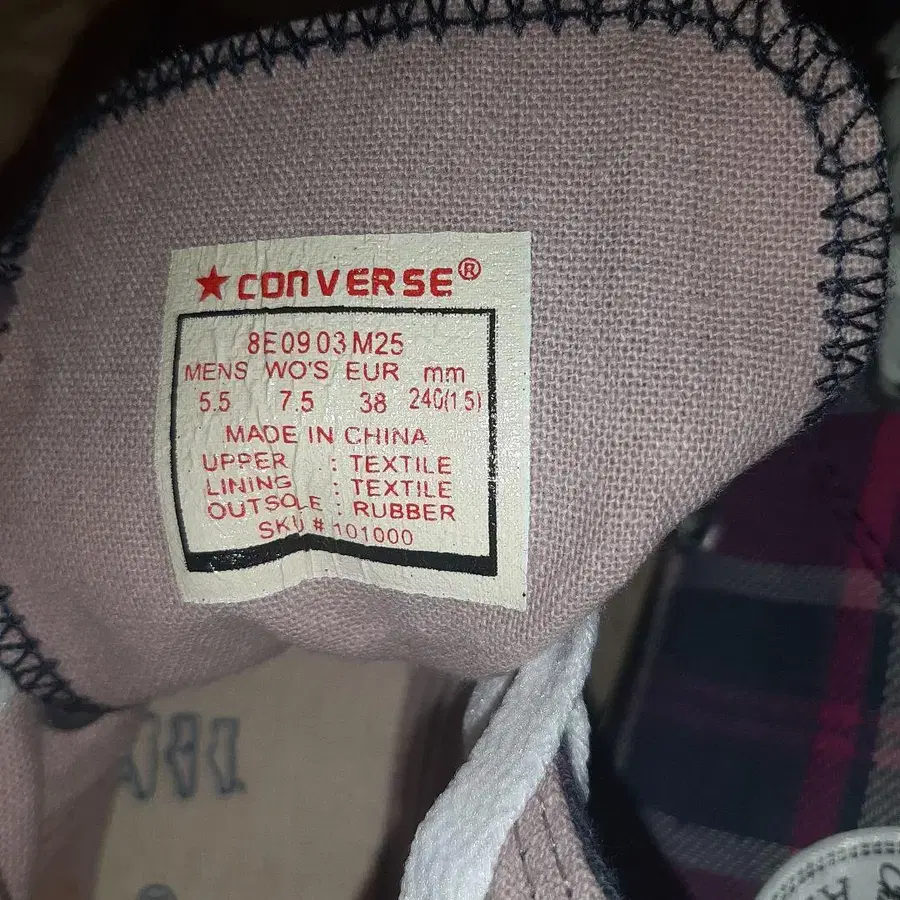 ★CONVERSE®
8E0903M25
MENS WO'S EUR mm
5.5 7.5 38 240(1.5)
MADE IN CHINA
UPPER : TEXTILE
LINING : TEXTILE
OUTSOLE : RUBBER
SKU # 101000